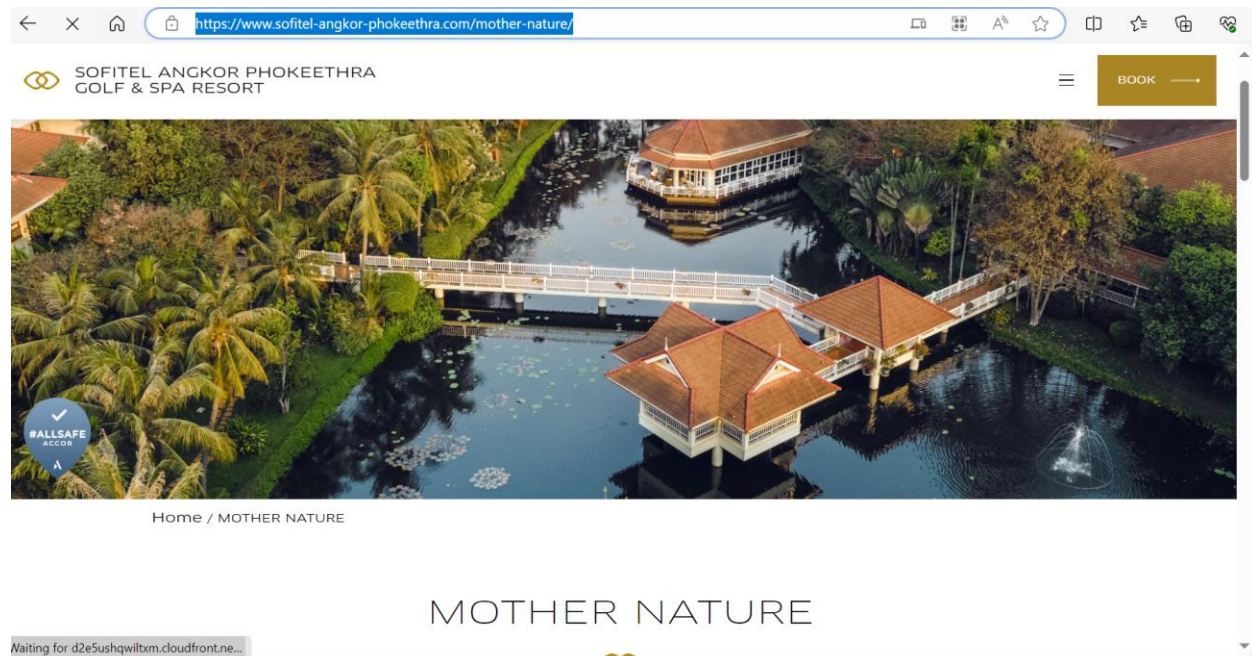 https://www.sofitel-angkor-phokeethra.com/mother-nature/
SOFITEL ANGKOR PHOKEETHRA
GOLF & SPA RESORT
BOOK
#ALLSAFE
ACCOR
Home / MOTHER NATURE
MOTHER NATURE
Waiting for d2e5ushqwiltxm.cloudfront.ne...